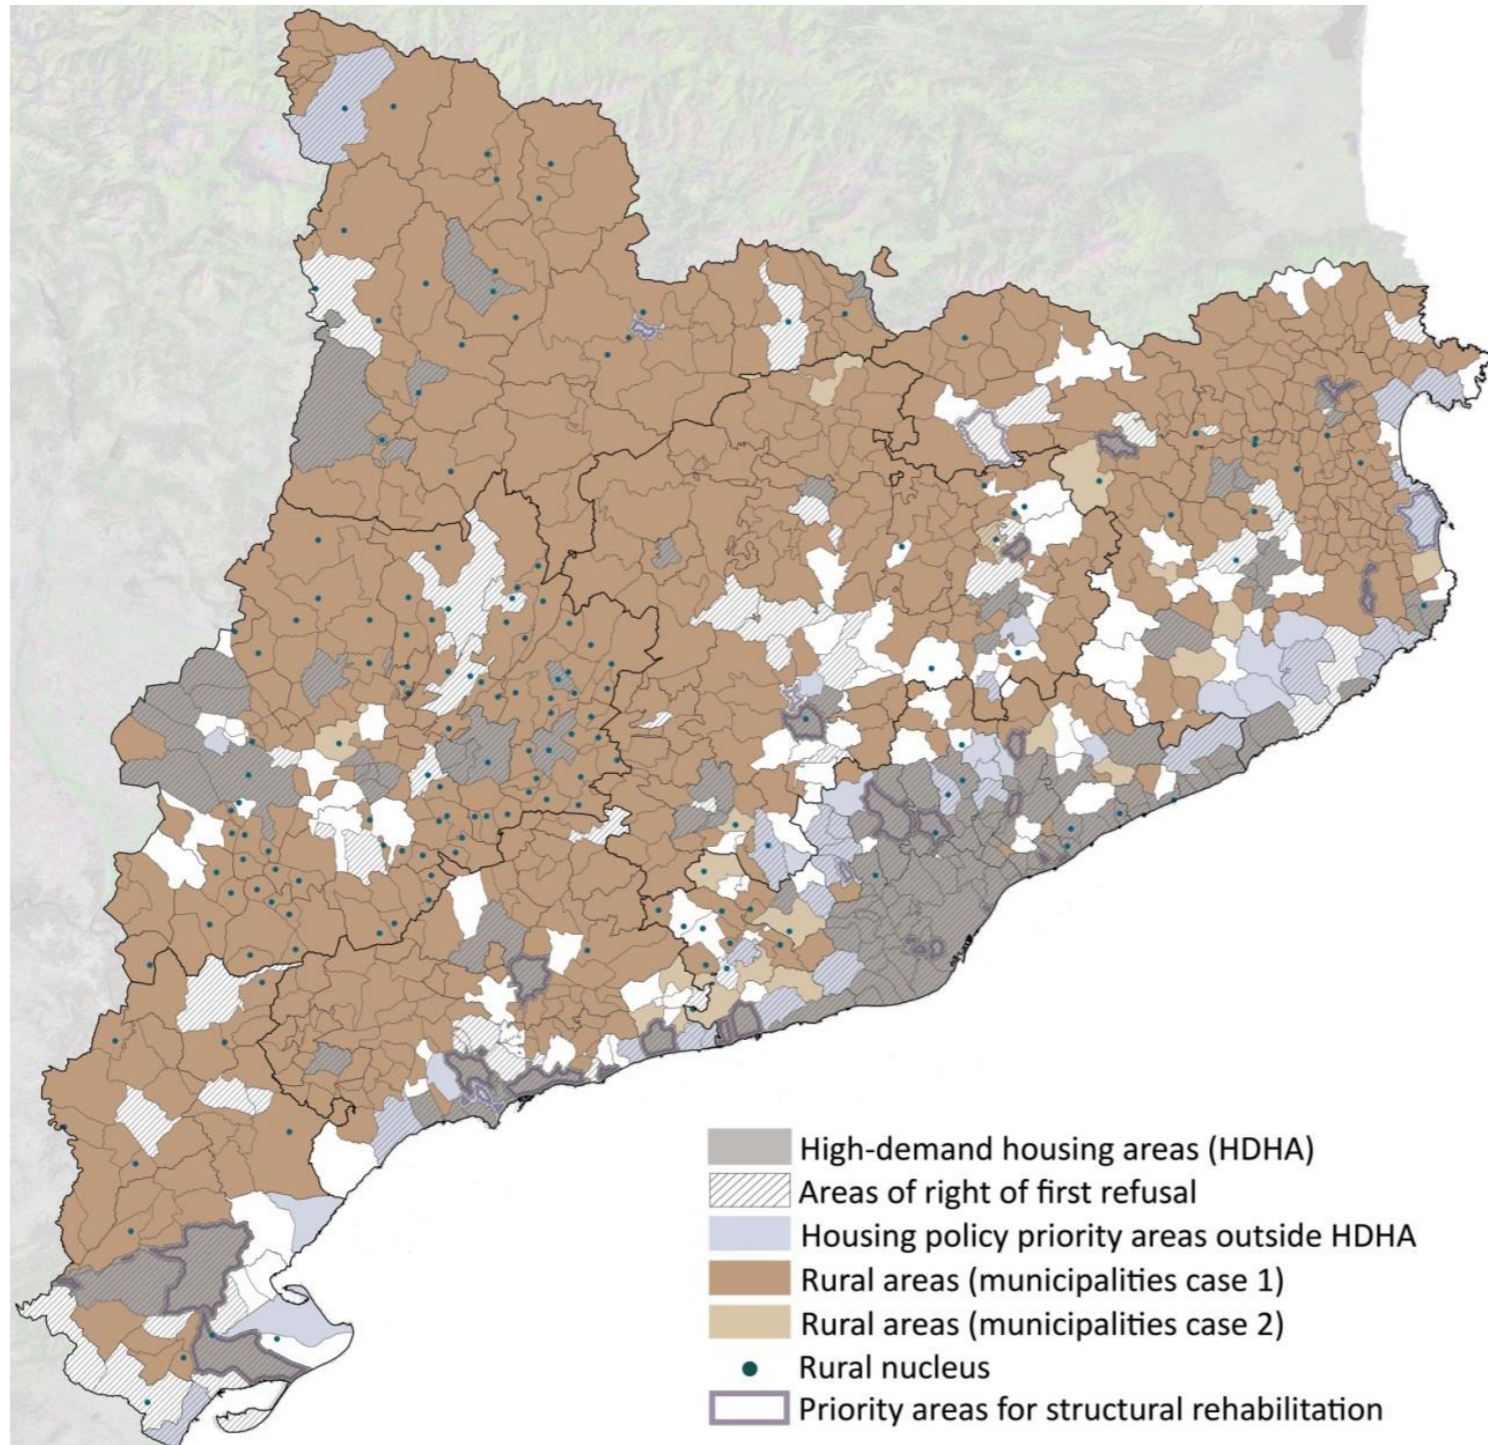 High-demand housing areas (HDHA)
Areas of right of first refusal
Housing policy priority areas outside HDHA
Rural areas (municipalities case 1)
Rural areas (municipalities case 2)
Rural nucleus
Priority areas for structural rehabilitation